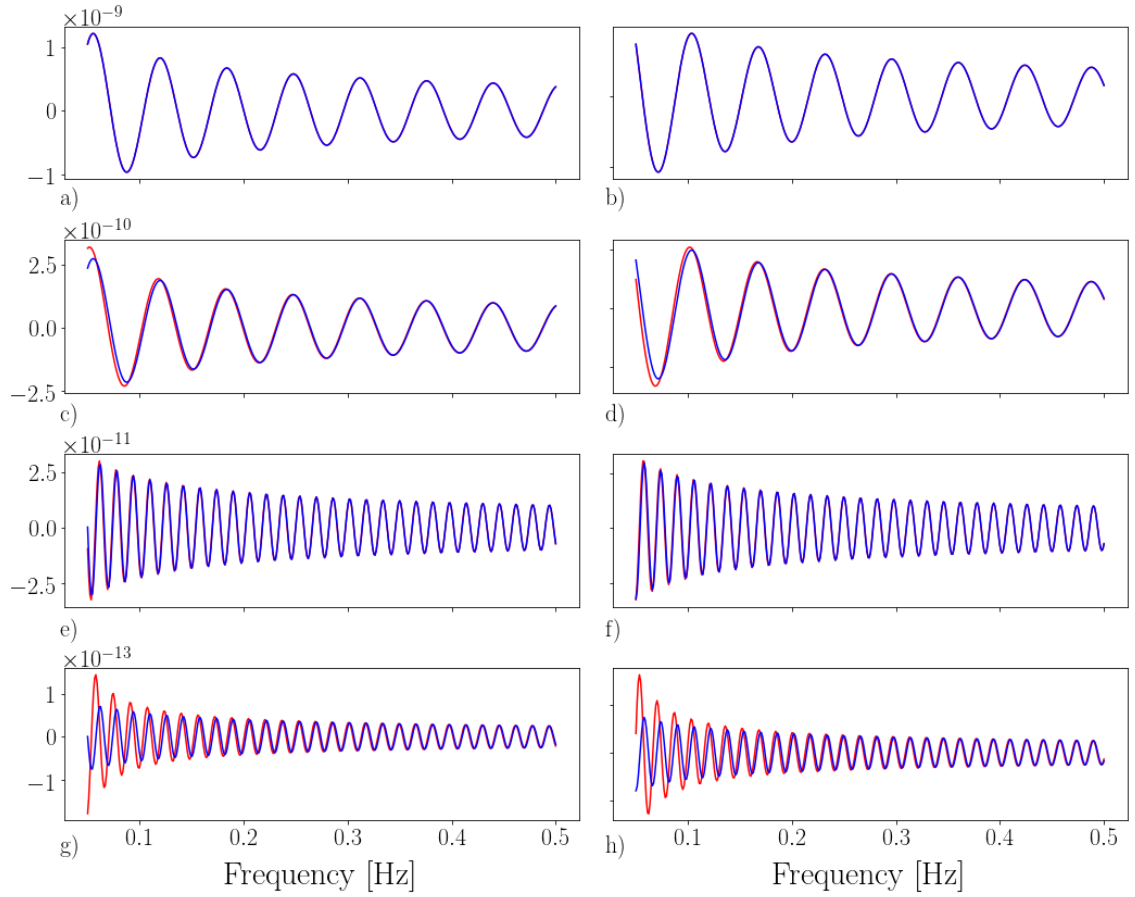 ×10⁻⁹
1
0
−1
a)
b)
×10⁻¹⁰
2.5
0.0
−2.5
c)
d)
×10⁻¹¹
2.5
0.0
−2.5
e)
f)
×10⁻¹³
1
0
−1
0.1 0.2 0.3 0.4 0.5 0.1 0.2 0.3 0.4 0.5
g)
h)
Frequency [Hz] Frequency [Hz]